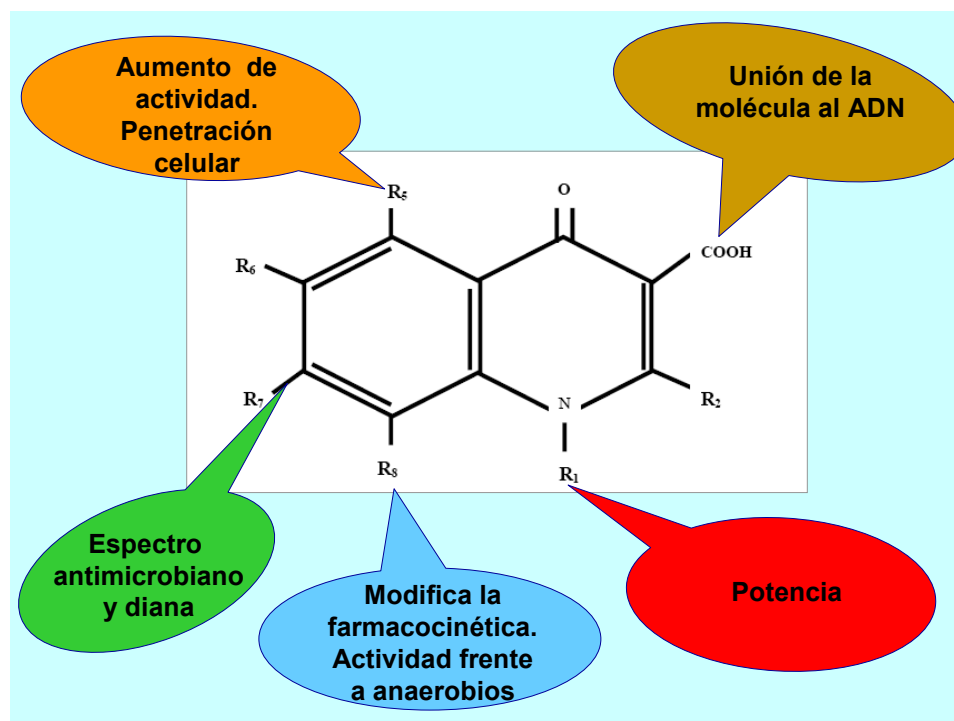 Aumento de
actividad.
Penetración
celular
Unión de la
molécula al ADN
R5
O
COOH
R6
R7
N
R2
R8
R1
Espectro
antimicrobiano
y diana
Modifica la
farmacocinética.
Actividad frente
a anaerobios
Potencia